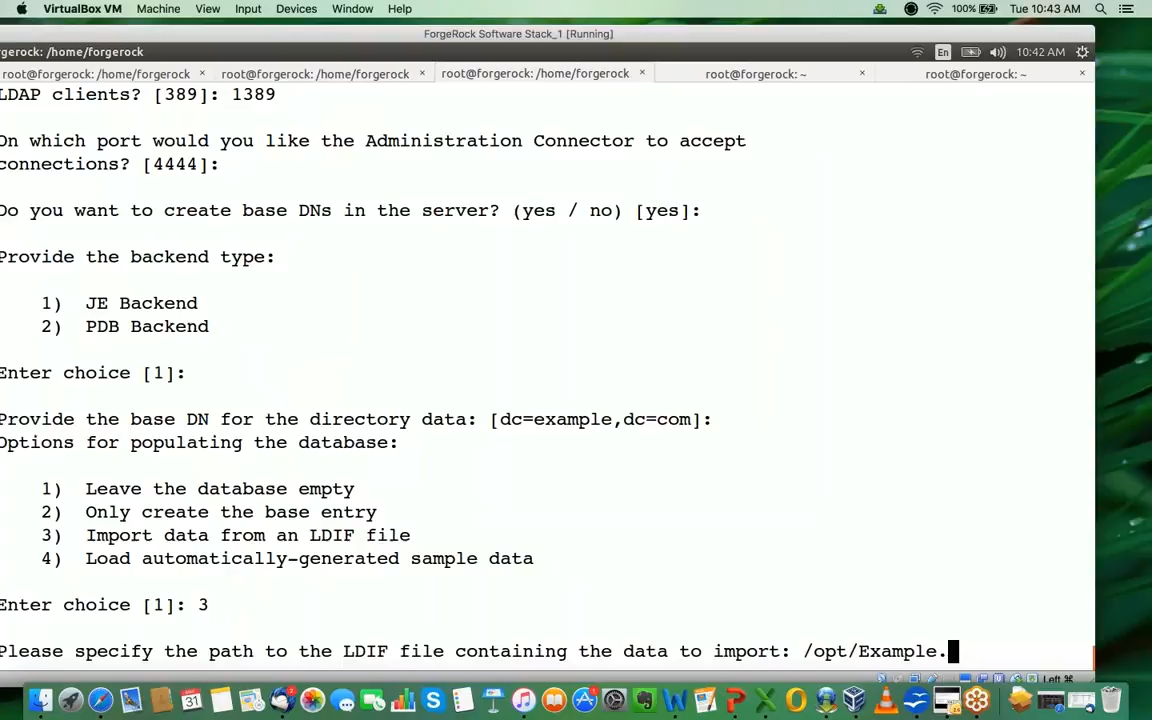 VirtualBox VM Machine View Input Devices Window Help 100% Tue 10:43 AM
ForgeRock Software Stack_1 [Running]
gerock: /home/forgerock En 10:42 AM
root@forgerock: /home/forgerock × root@forgerock: /home/forgerock × root@forgerock: /home/forgerock × root@forgerock: ~ × root@forgerock: ~ ×
LDAP clients? [389]: 1389
On which port would you like the Administration Connector to accept
connections? [4444]:
Do you want to create base DNs in the server? (yes / no) [yes]:
Provide the backend type:
1) JE Backend
2) PDB Backend
Enter choice [1]:
Provide the base DN for the directory data: [dc=example,dc=com]:
Options for populating the database:
1) Leave the database empty
2) Only create the base entry
3) Import data from an LDIF file
4) Load automatically-generated sample data
Enter choice [1]: 3
Please specify the path to the LDIF file containing the data to import: /opt/Example.
Left ⌘